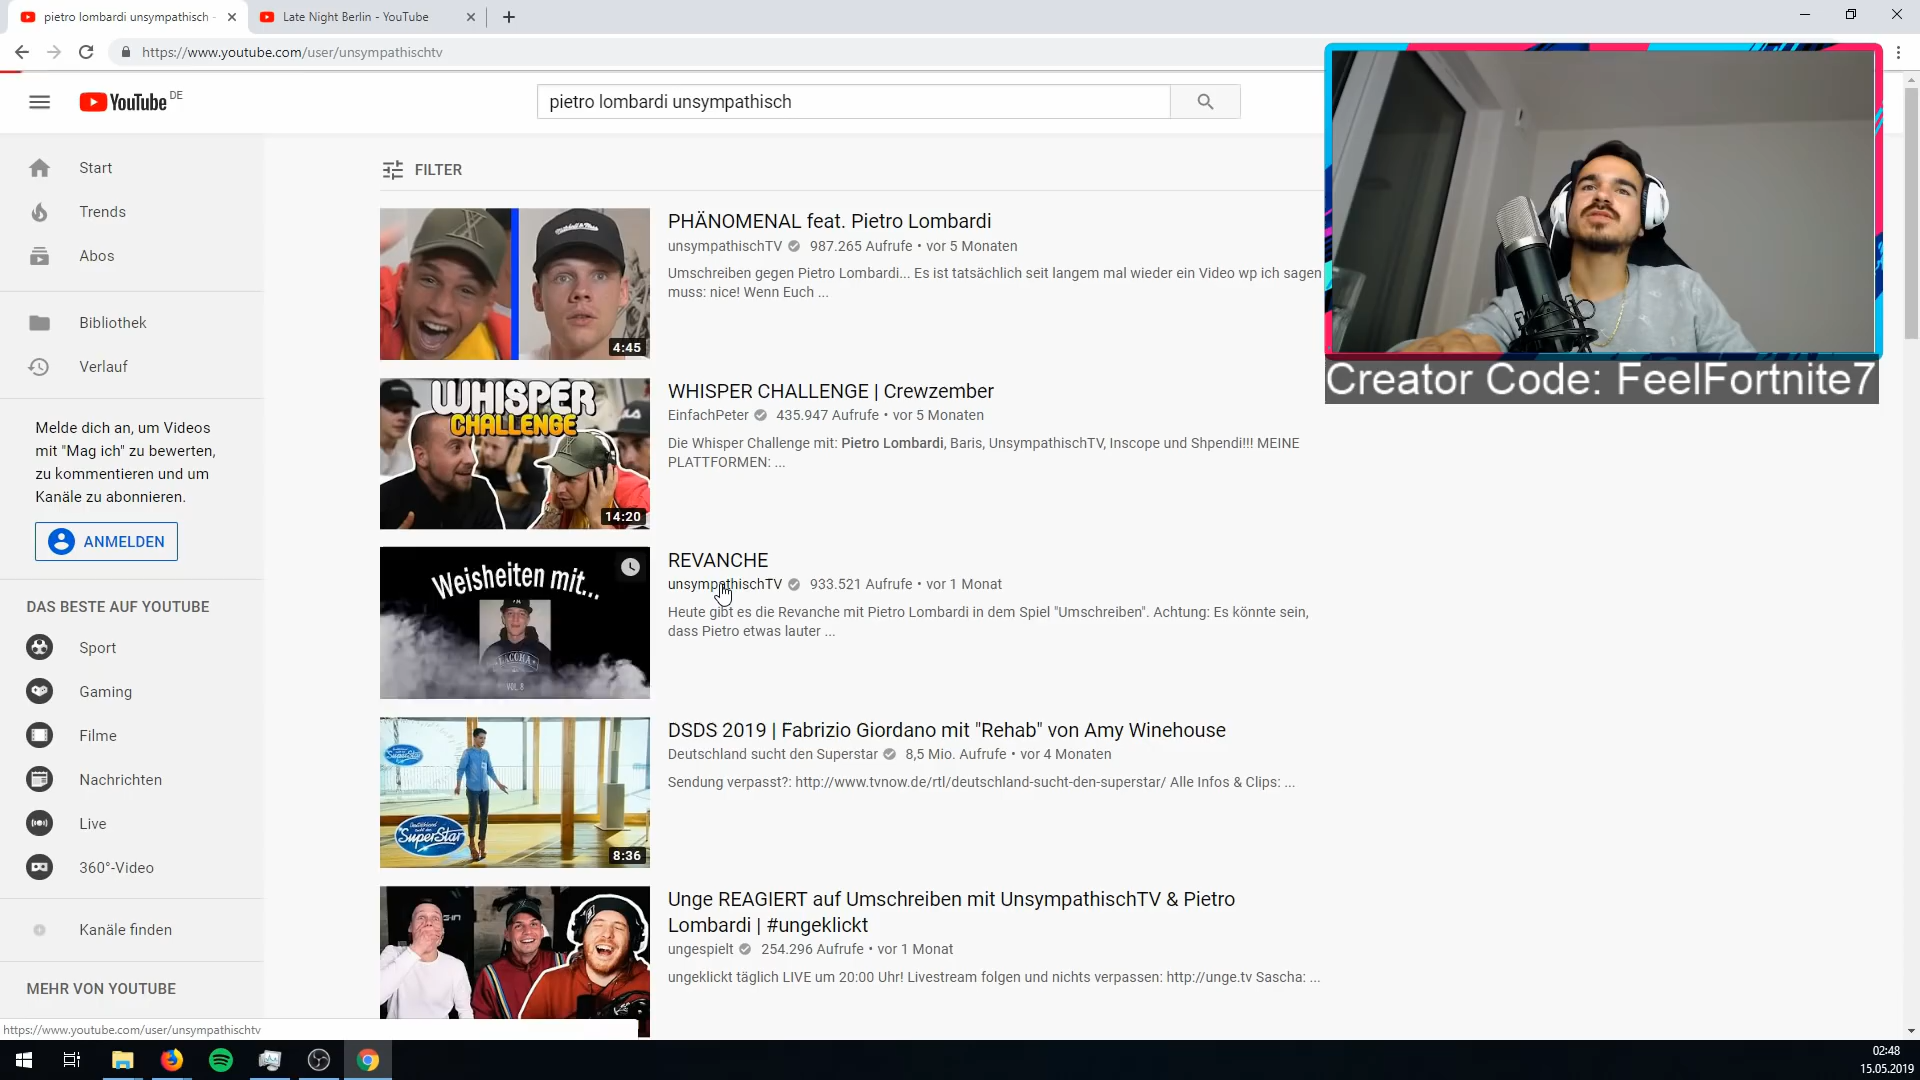 pietro lombardi unsympathisch -
Late Night Berlin - YouTube
https://www.youtube.com/user/unsympathischtv
YouTube DE
pietro lombardi unsympathisch
Start
Trends
Abos
Bibliothek
Verlauf
Melde dich an, um Videos
mit "Mag ich" zu bewerten,
zu kommentieren und um
Kanäle zu abonnieren.
ANMELDEN
DAS BESTE AUF YOUTUBE
Sport
Gaming
Filme
Nachrichten
Live
360°-Video
Kanäle finden
MEHR VON YOUTUBE
https://www.youtube.com/user/unsympathischtv
FILTER
4:45
PHÄNOMENAL feat. Pietro Lombardi
unsympathischTV 987.265 Aufrufe • vor 5 Monaten
Umschreiben gegen Pietro Lombardi... Es ist tatsächlich seit langem mal wieder ein Video wp ich sagen
muss: nice! Wenn Euch ...
WHISPER
CHALLENGE
14:20
WHISPER CHALLENGE | Crewzember
EinfachPeter 435.947 Aufrufe • vor 5 Monaten
Die Whisper Challenge mit: Pietro Lombardi, Baris, UnsympathischTV, Inscope und Shpendi!!! MEINE
PLATTFORMEN: ...
Weisheiten mit...
LACOKA
VOL 8
REVANCHE
unsympathischTV 933.521 Aufrufe • vor 1 Monat
Heute gibt es die Revanche mit Pietro Lombardi in dem Spiel "Umschreiben". Achtung: Es könnte sein,
dass Pietro etwas lauter ...
SuperStar
8:36
DSDS 2019 | Fabrizio Giordano mit "Rehab" von Amy Winehouse
Deutschland sucht den Superstar 8,5 Mio. Aufrufe • vor 4 Monaten
Sendung verpasst?: http://www.tvnow.de/rtl/deutschland-sucht-den-superstar/ Alle Infos & Clips: ...
Unge REAGIERT auf Umschreiben mit UnsympathischTV & Pietro
Lombardi | #ungeklickt
ungespielt 254.296 Aufrufe • vor 1 Monat
ungeklickt täglich LIVE um 20:00 Uhr! Livestream folgen und nichts verpassen: http://unge.tv Sascha: ...
Creator Code: FeelFortnite7
02:48
15.05.2019